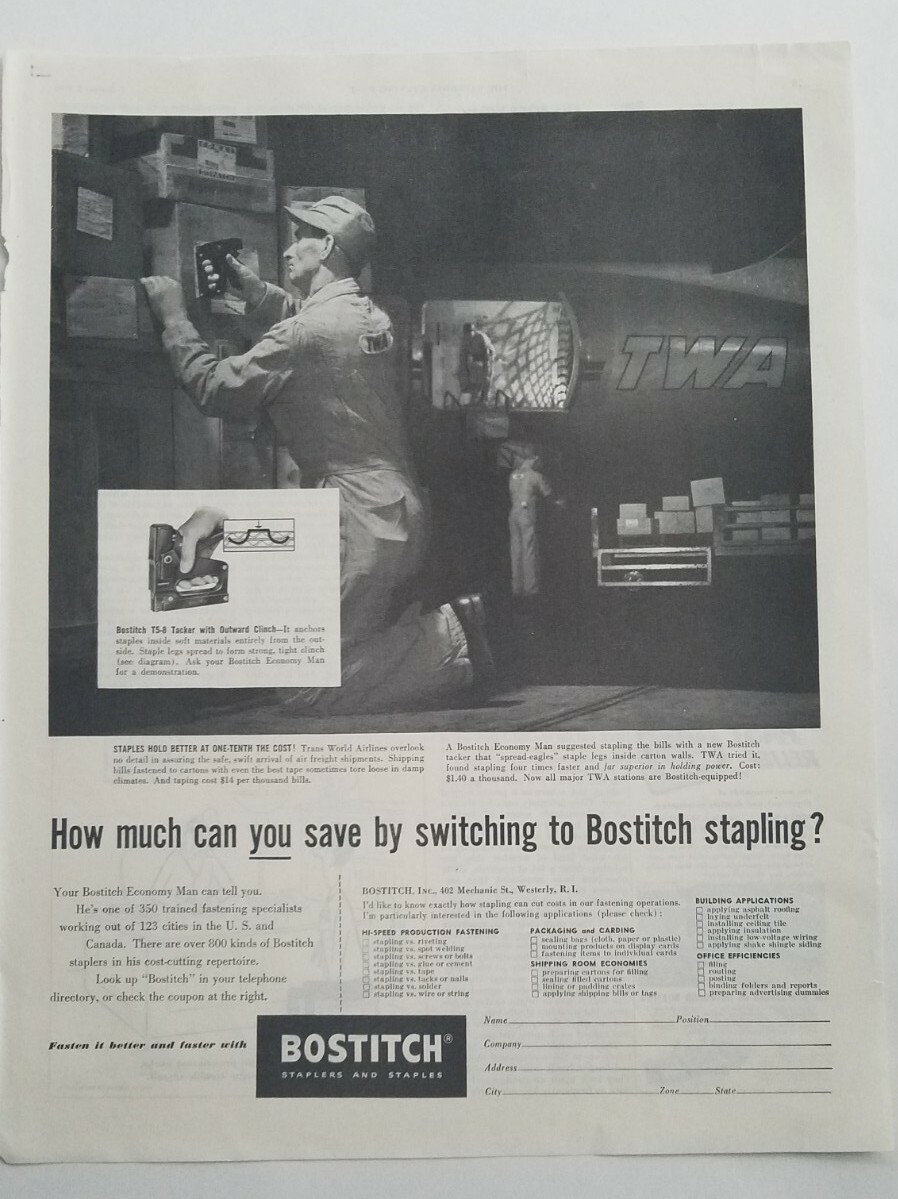 TWA
TWA
Bostitch T5-8 Tacker with Outward Clinch—It anchors
staples inside soft materials entirely from the out-
side. Staple legs spread to form strong, tight clinch
(see diagram). Ask your Bostitch Economy Man
for a demonstration.
STAPLES HOLD BETTER AT ONE-TENTH THE COST! Trans World Airlines overlook
no detail in assuring the safe, swift arrival of air freight shipments. Shipping
bills fastened to cartons with even the best tape sometimes tore loose in damp
climates. And taping cost $14 per thousand bills.
A Bostitch Economy Man suggested stapling the bills with a new Bostitch
tacker that "spread-eagles" staple legs inside carton walls. TWA tried it,
found stapling four times faster and far superior in holding power. Cost:
$1.40 a thousand. Now all major TWA stations are Bostitch-equipped!
How much can you save by switching to Bostitch stapling?
Your Bostitch Economy Man can tell you.
He's one of 350 trained fastening specialists
working out of 123 cities in the U. S. and
Canada. There are over 800 kinds of Bostitch
staplers in his cost-cutting repertoire.
Look up "Bostitch" in your telephone
directory, or check the coupon at the right.
Fasten it better and faster with
BOSTITCH®
STAPLERS AND STAPLES
BOSTITCH, Inc., 402 Mechanic St., Westerly, R. I.
I'd like to know exactly how stapling can cut costs in our fastening operations.
I'm particularly interested in the following applications (please check):
HI-SPEED PRODUCTION FASTENING
stapling vs. riveting
stapling vs. spot welding
stapling vs. screws or bolts
stapling vs. glue or cement
stapling vs. tape
stapling vs. tacks or nails
stapling vs. solder
stapling vs. wire or string
PACKAGING and CARDING
sealing bags (cloth, paper or plastic)
mounting products on display cards
fastening items to individual cards
SHIPPING ROOM ECONOMIES
preparing cartons for filling
sealing filled cartons
lining or padding crates
applying shipping bills or tags
BUILDING APPLICATIONS
applying asphalt roofing
laying underfelt
installing ceiling tile
applying insulation
installing low-voltage wiring
applying shake shingle siding
OFFICE EFFICIENCIES
filing
routing
posting
binding folders and reports
preparing advertising dummies
Name Position
Company
Address
City Zone State